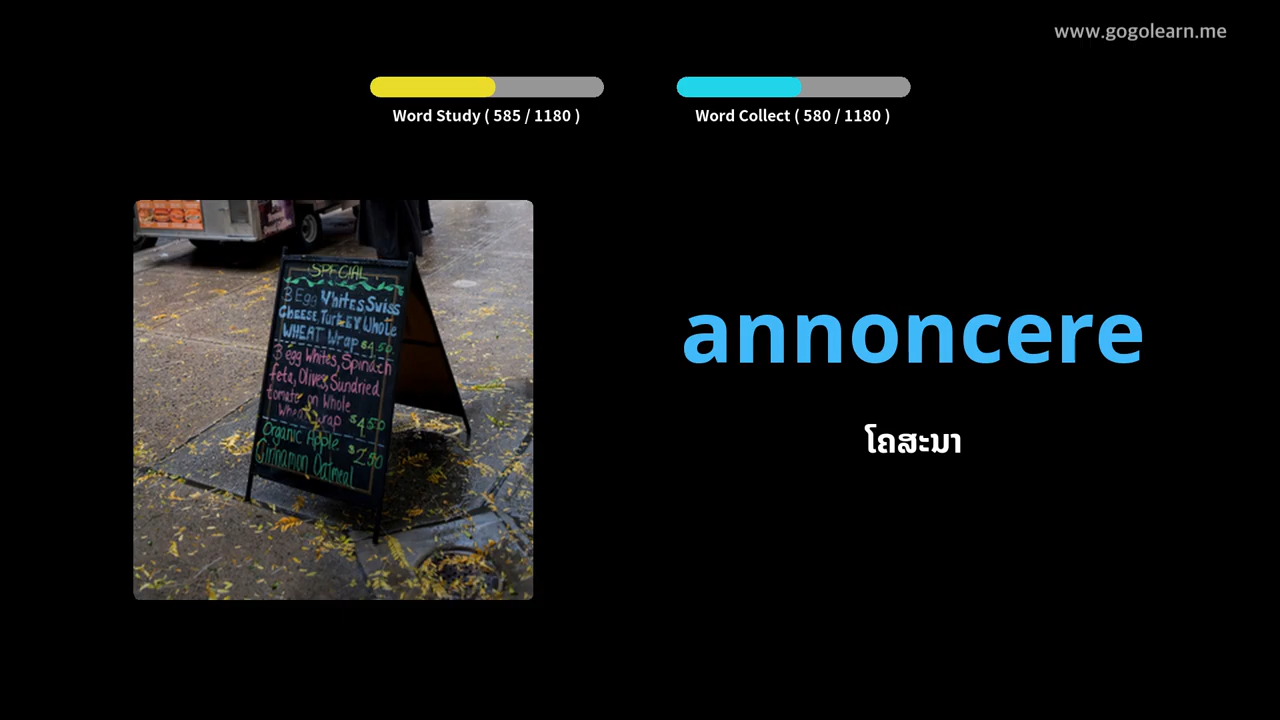 www.gogolearn.me
Word Study ( 585 / 1180 )
Word Collect ( 580 / 1180 )
SPECIAL
3 Egg Whites Swiss
Cheese, Turkey Whole
WHEAT Wrap $4.50
3 egg Whites, Spinach
feta, Olives, Sundried
tomato on Whole
Wheat Wrap $4.50
Organic Apple
Cinnamon Oatmeal
annoncere
ໂຄສະນາ